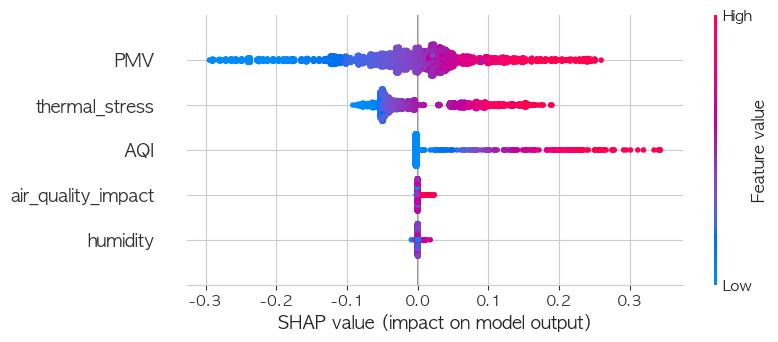 High
PMV
thermal_stress
AQI
air_quality_impact
humidity
Feature value
Low
-0.3 -0.2 -0.1 0.0 0.1 0.2 0.3
SHAP value (impact on model output)